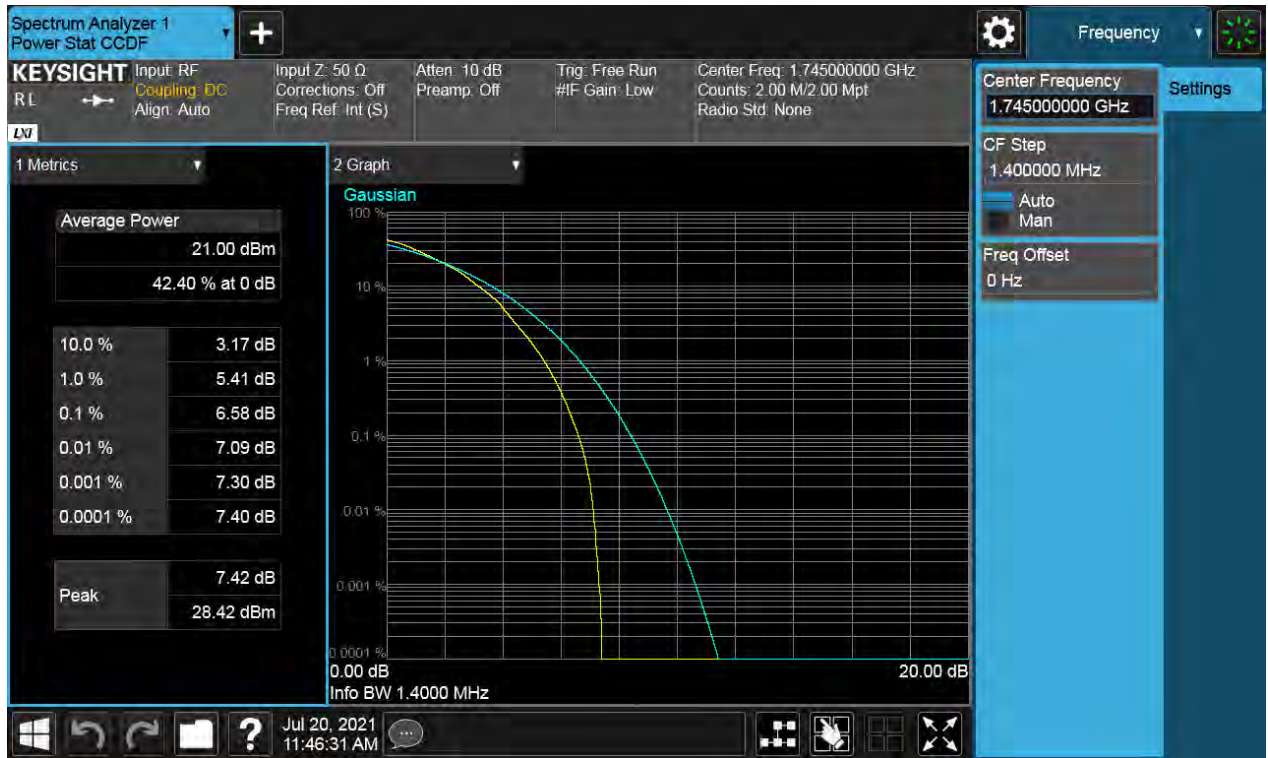 Spectrum Analyzer 1
Power Stat CCDF
+
Frequency
KEYSIGHT
RL
LXI
Input: RF
Coupling: DC
Align: Auto
Input Z: 50 Ω
Corrections: Off
Freq Ref: Int (S)
Atten: 10 dB
Preamp: Off
Trig: Free Run
#IF Gain: Low
Center Freq: 1.745000000 GHz
Counts: 2.00 M/2.00 Mpt
Radio Std: None
Center Frequency
1.745000000 GHz
Settings
CF Step
1.400000 MHz
Auto
Man
Freq Offset
0 Hz
1 Metrics
Average Power
21.00 dBm
42.40 % at 0 dB
10.0 % 3.17 dB
1.0 % 5.41 dB
0.1 % 6.58 dB
0.01 % 7.09 dB
0.001 % 7.30 dB
0.0001 % 7.40 dB
Peak
7.42 dB
28.42 dBm
2 Graph
Gaussian
100 %
10 %
1 %
0.1 %
0.01 %
0.001 %
0.0001 %
0.00 dB
20.00 dB
Info BW 1.4000 MHz
?
Jul 20, 2021
11:46:31 AM